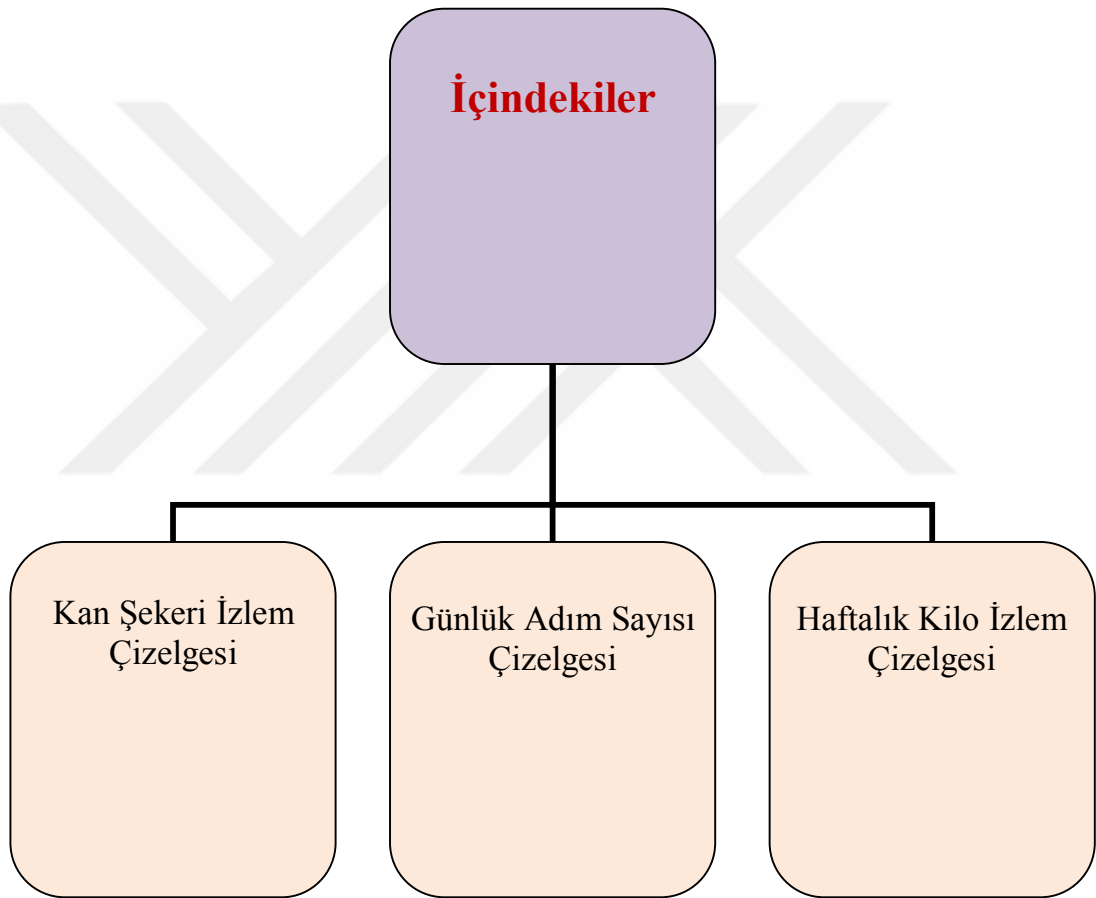 İçindekiler
Kan Şekeri İzlem
Çizelgesi
Günlük Adım Sayısı
Çizelgesi
Haftalık Kilo İzlem
Çizelgesi